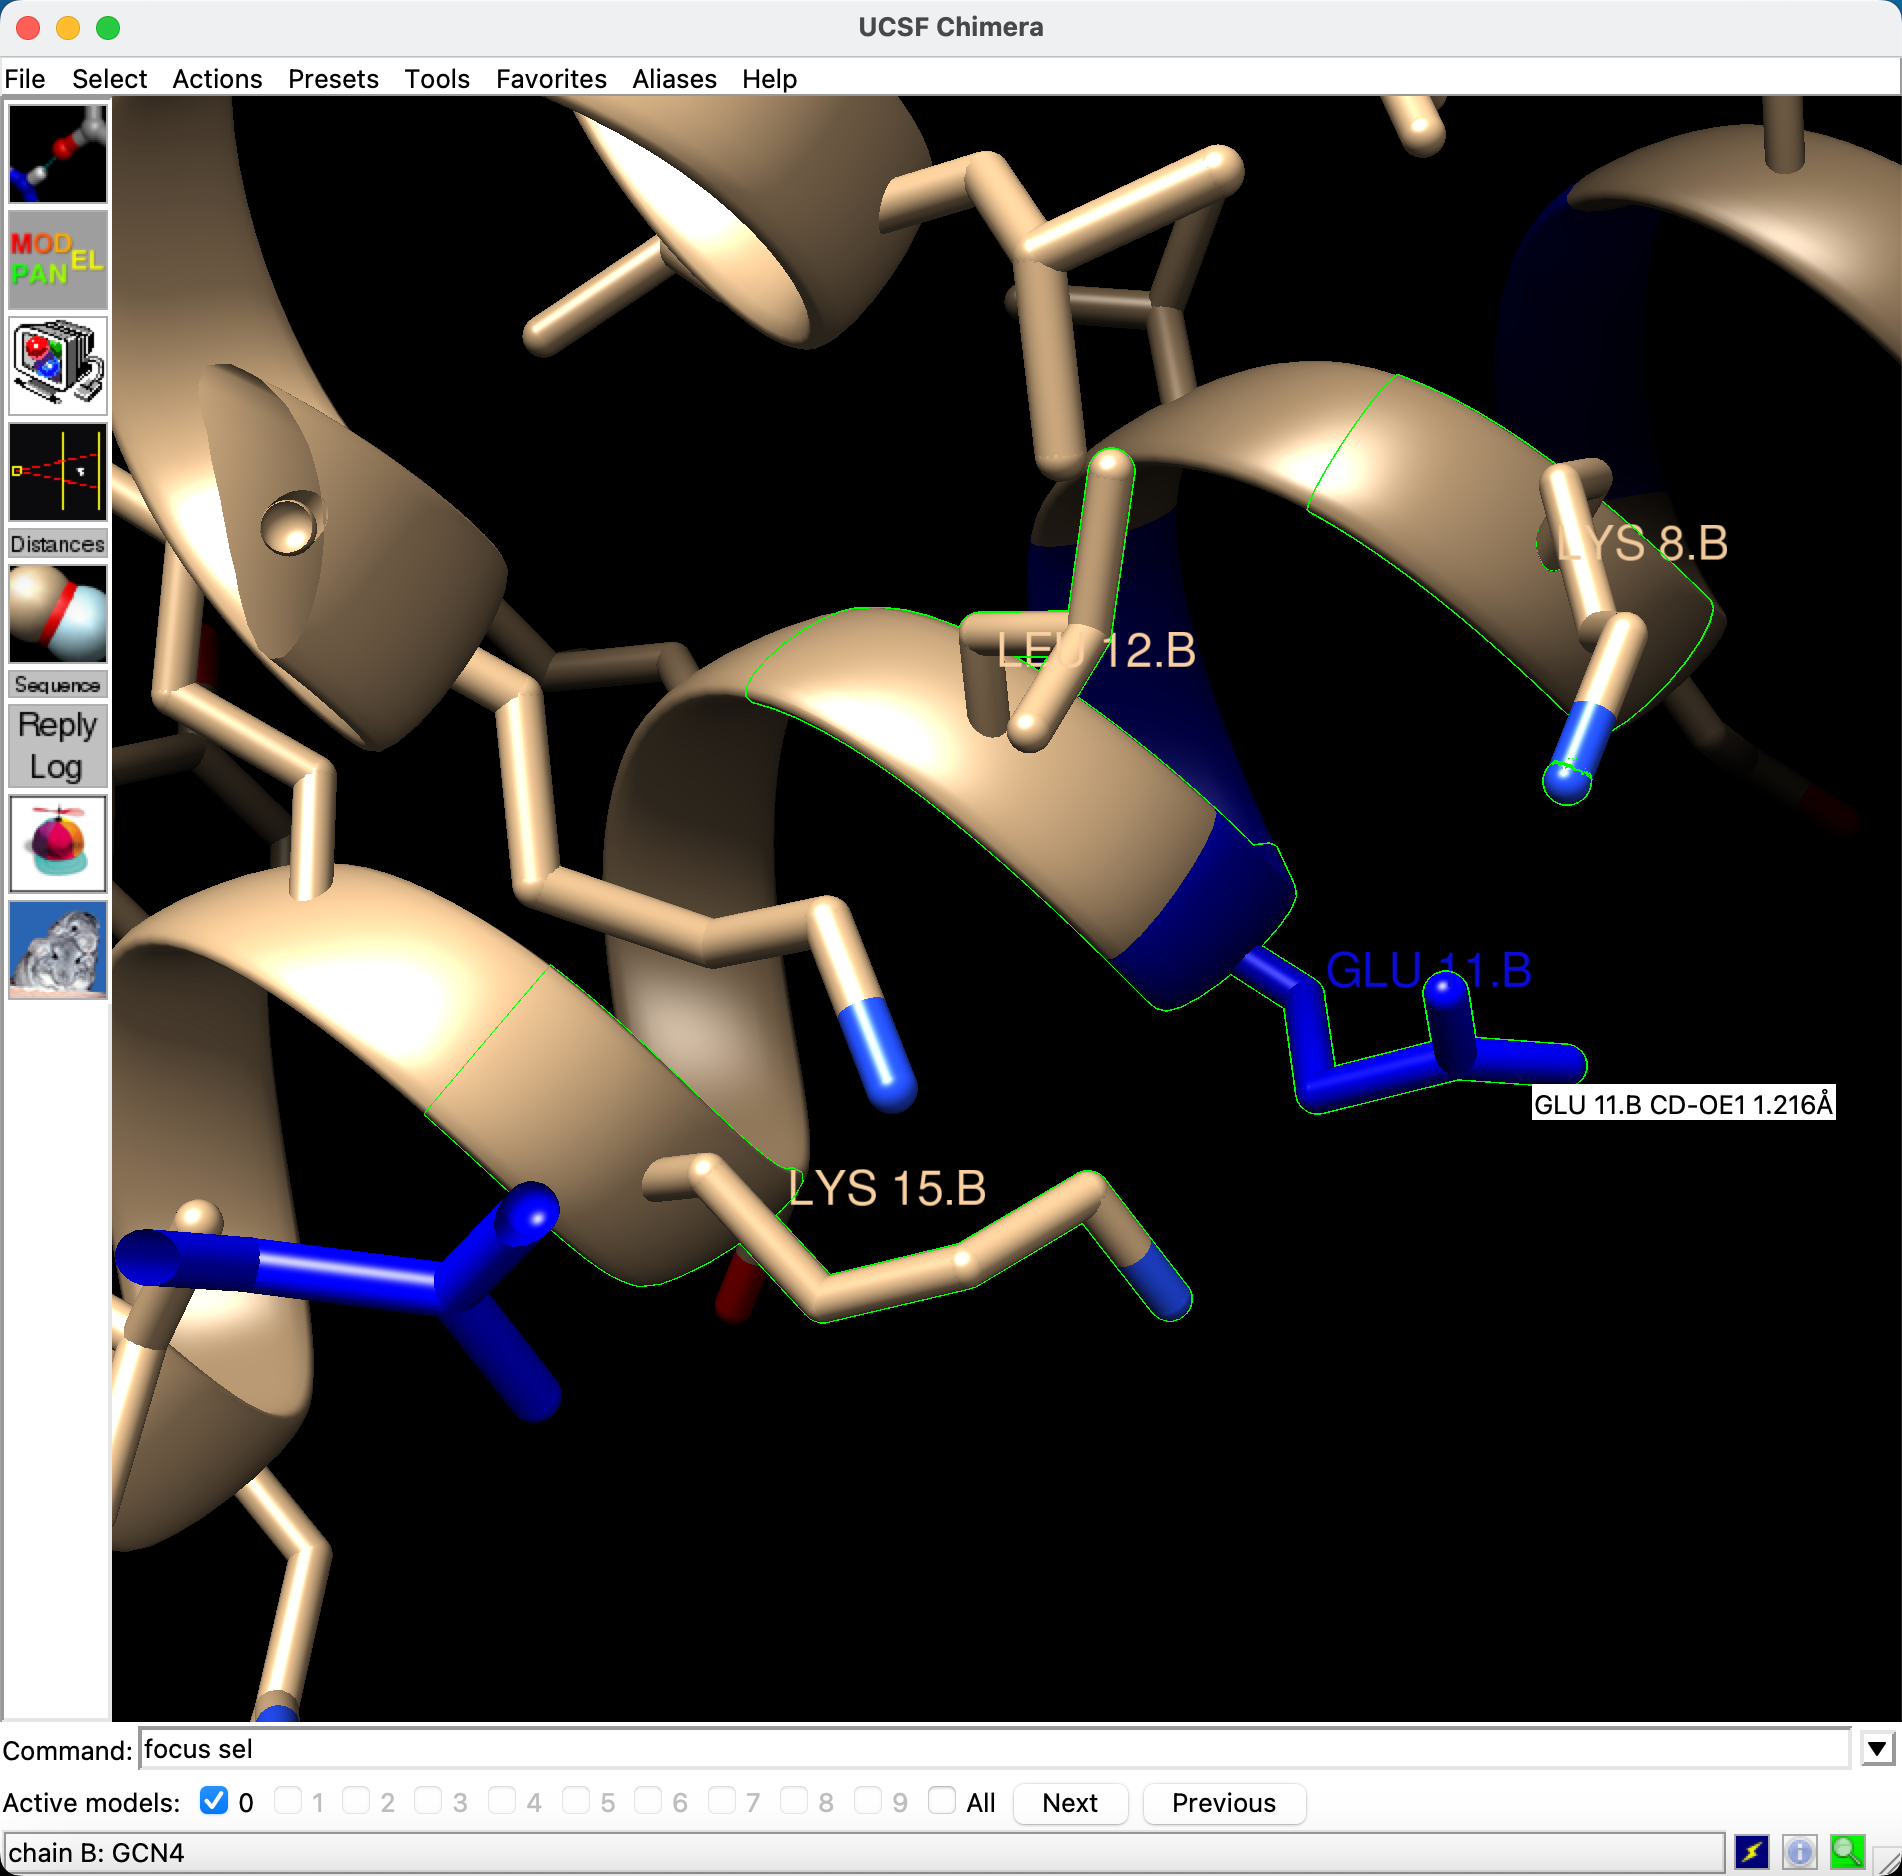 UCSF Chimera
File Select Actions Presets Tools Favorites Aliases Help
MODEL
PANEL
Distances
Sequence
Reply
Log
LYS 8.B
LEU 12.B
GLU 11.B
GLU 11.B CD-OE1 1.216Å
LYS 15.B
Command: focus sel
Active models: 0 1 2 3 4 5 6 7 8 9 All Next Previous
chain B: GCN4